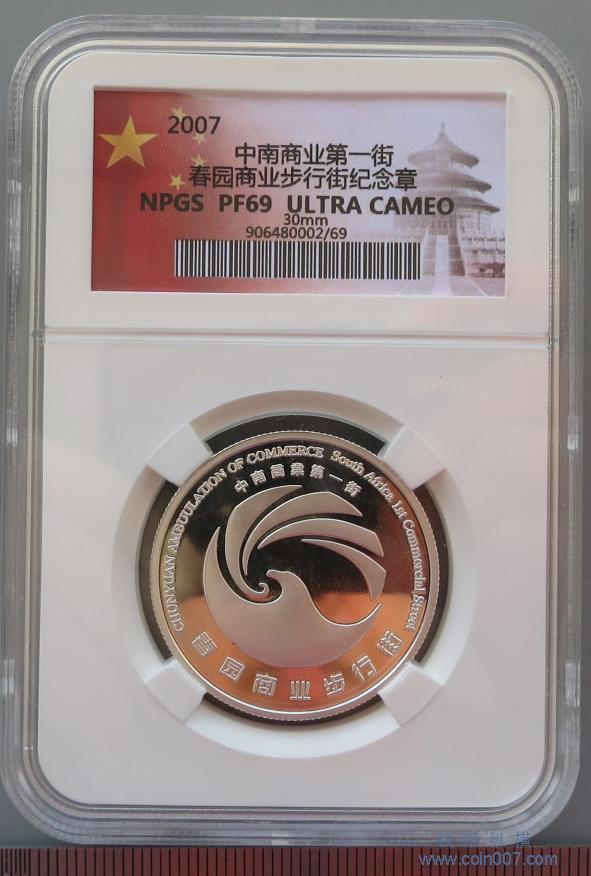 2007
中南商业第一街
春园商业步行街纪念章
NPGS PF69 ULTRA CAMEO
30mm
906480002/69
CHUNYUAN AMBUULATION OF COMMERCE South Africa 1st Commercial Street
中南商業第一街
春园商业步行街
www.coin007.com